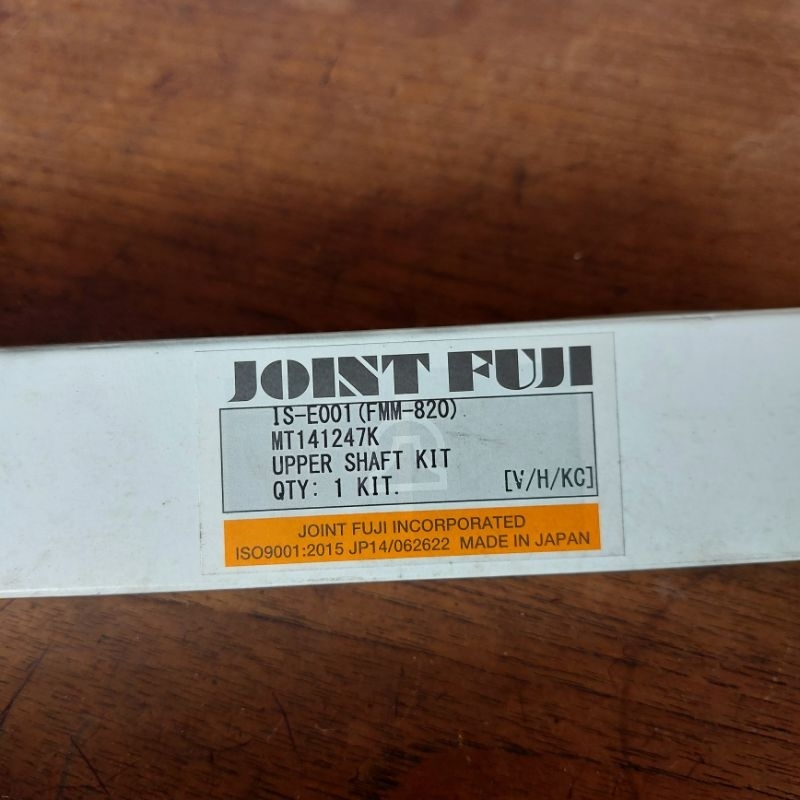 JOINT FUJI
IS-E001(FMM-820)
MT141247K
UPPER SHAFT KIT
QTY: 1 KIT. [V/H/KC]
JOINT FUJI INCORPORATED
ISO9001:2015 JP14/062622 MADE IN JAPAN